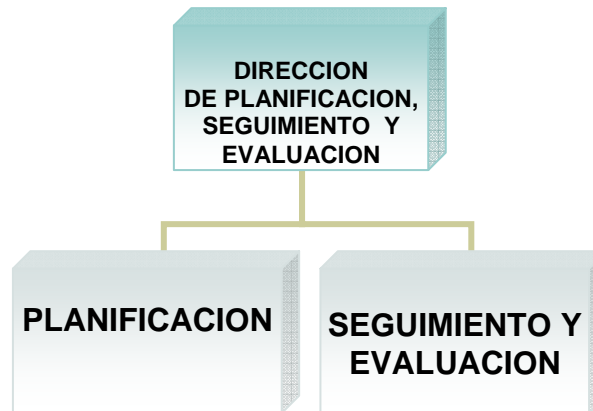 DIRECCION
DE PLANIFICACION,
SEGUIMIENTO Y
EVALUACION
PLANIFICACION
SEGUIMIENTO Y
EVALUACION